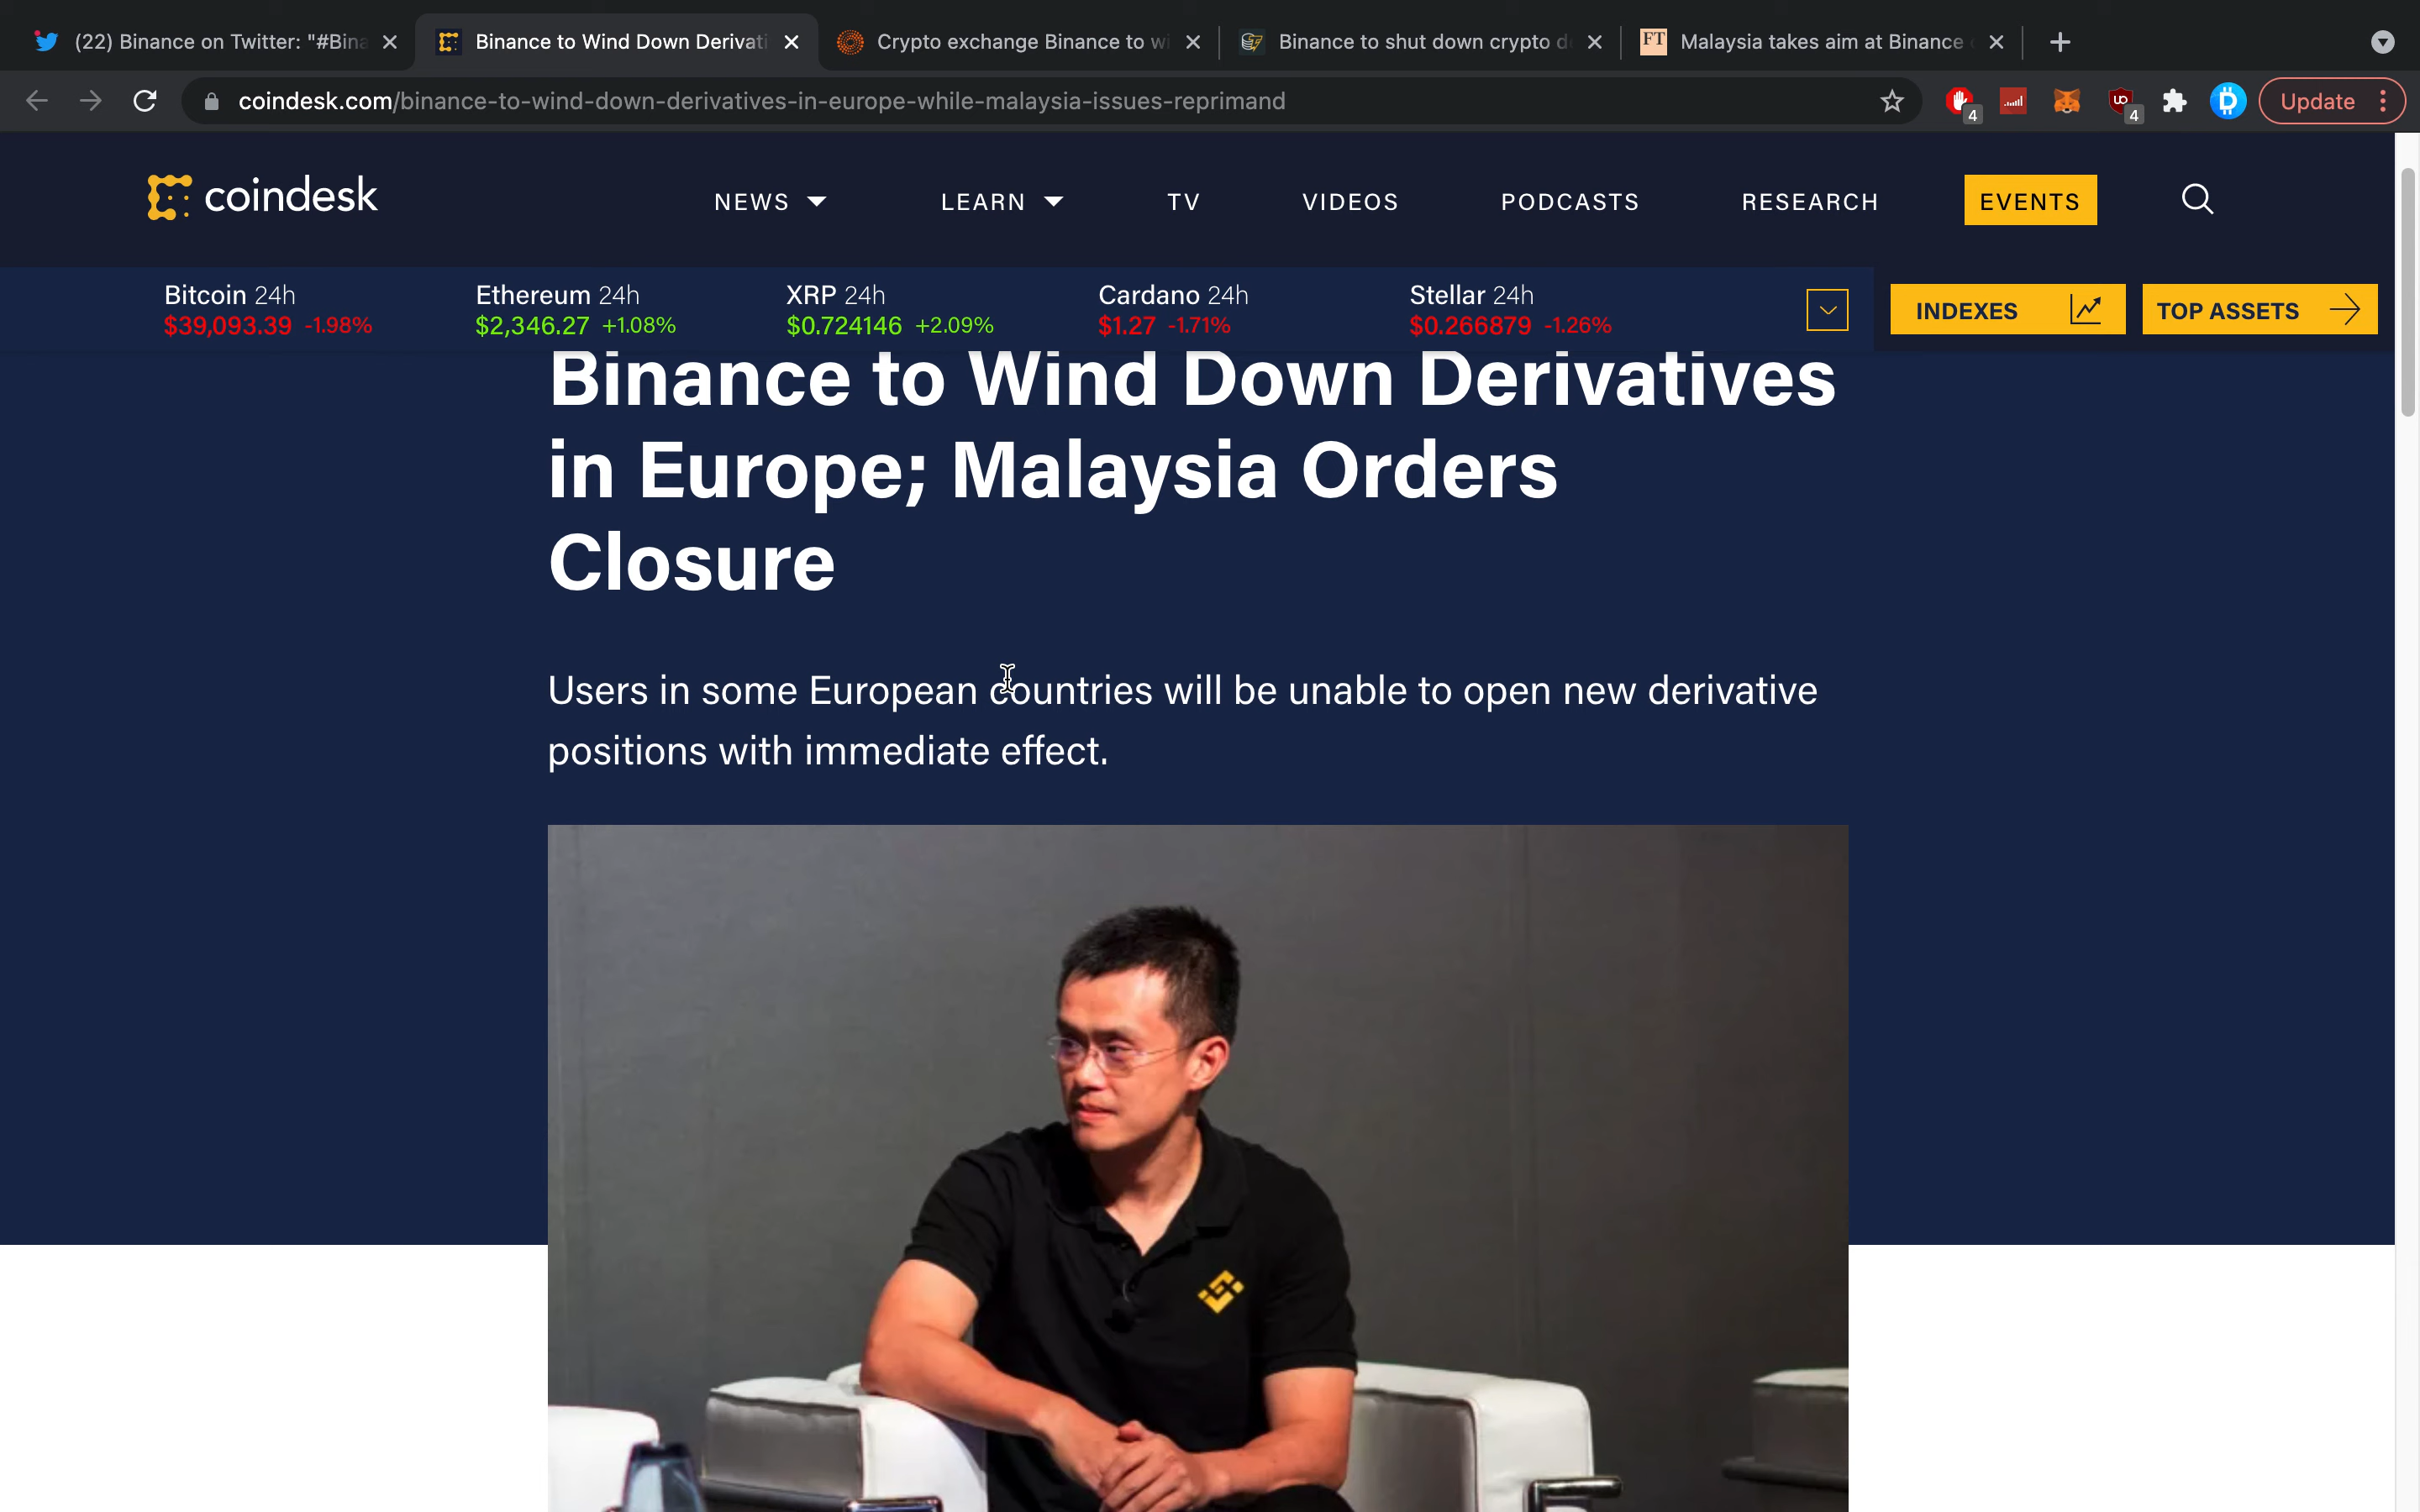 (22) Binance on Twitter: "#Bina
Binance to Wind Down Derivati
Crypto exchange Binance to wi
Binance to shut down crypto d
FT
Malaysia takes aim at Binance
coindesk.com/binance-to-wind-down-derivatives-in-europe-while-malaysia-issues-reprimand
4
4
Update
coindesk
NEWS
LEARN
TV
VIDEOS
PODCASTS
RESEARCH
EVENTS
Bitcoin 24h
$39,093.39 -1.98%
Ethereum 24h
$2,346.27 +1.08%
XRP 24h
$0.724146 +2.09%
Cardano 24h
$1.27 -1.71%
Stellar 24h
$0.266879 -1.26%
INDEXES
TOP ASSETS
Binance to Wind Down Derivatives
in Europe; Malaysia Orders
Closure
Users in some European countries will be unable to open new derivative
positions with immediate effect.